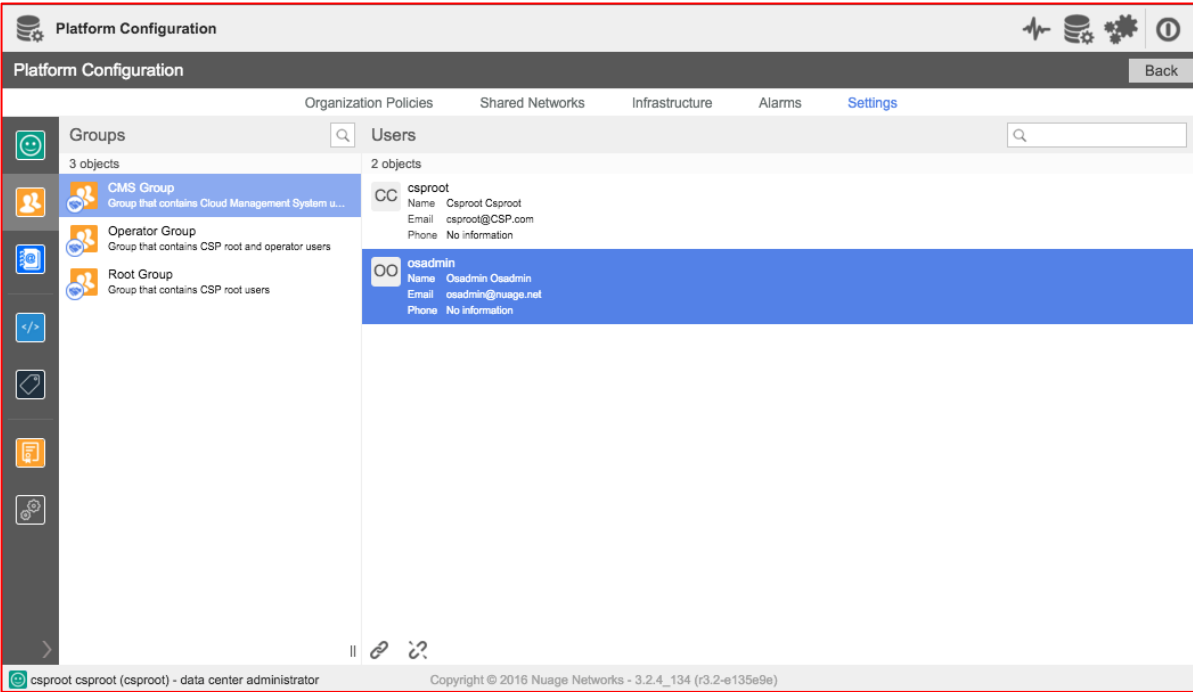 Platform Configuration
Platform Configuration
Back
Organization Policies Shared Networks Infrastructure Alarms Settings
Groups
3 objects
CMS Group
Group that contains Cloud Management System u...
Operator Group
Group that contains CSP root and operator users
Root Group
Group that contains CSP root users
Users
2 objects
CC
csproot
Name Csproot Csproot
Email csproot@CSP.com
Phone No information
OO
osadmin
Name Osadmin Osadmin
Email osadmin@nuage.net
Phone No information
csproot csproot (csproot) - data center administrator
Copyright © 2016 Nuage Networks - 3.2.4_134 (r3.2-e135e9e)